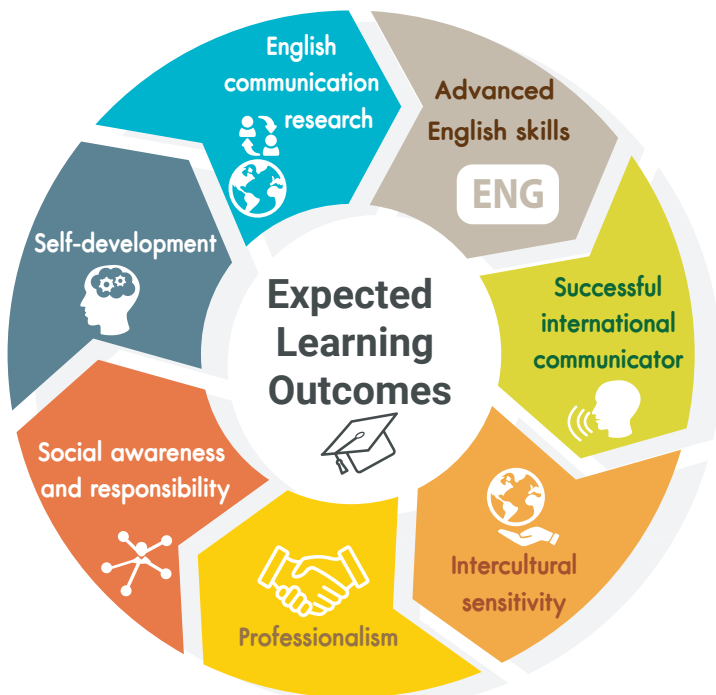 English
communication
research
Advanced
English skills
ENG
Successful
international
communicator
Intercultural
sensitivity
Professionalism
Social awareness
and responsibility
Self-development
Expected
Learning
Outcomes